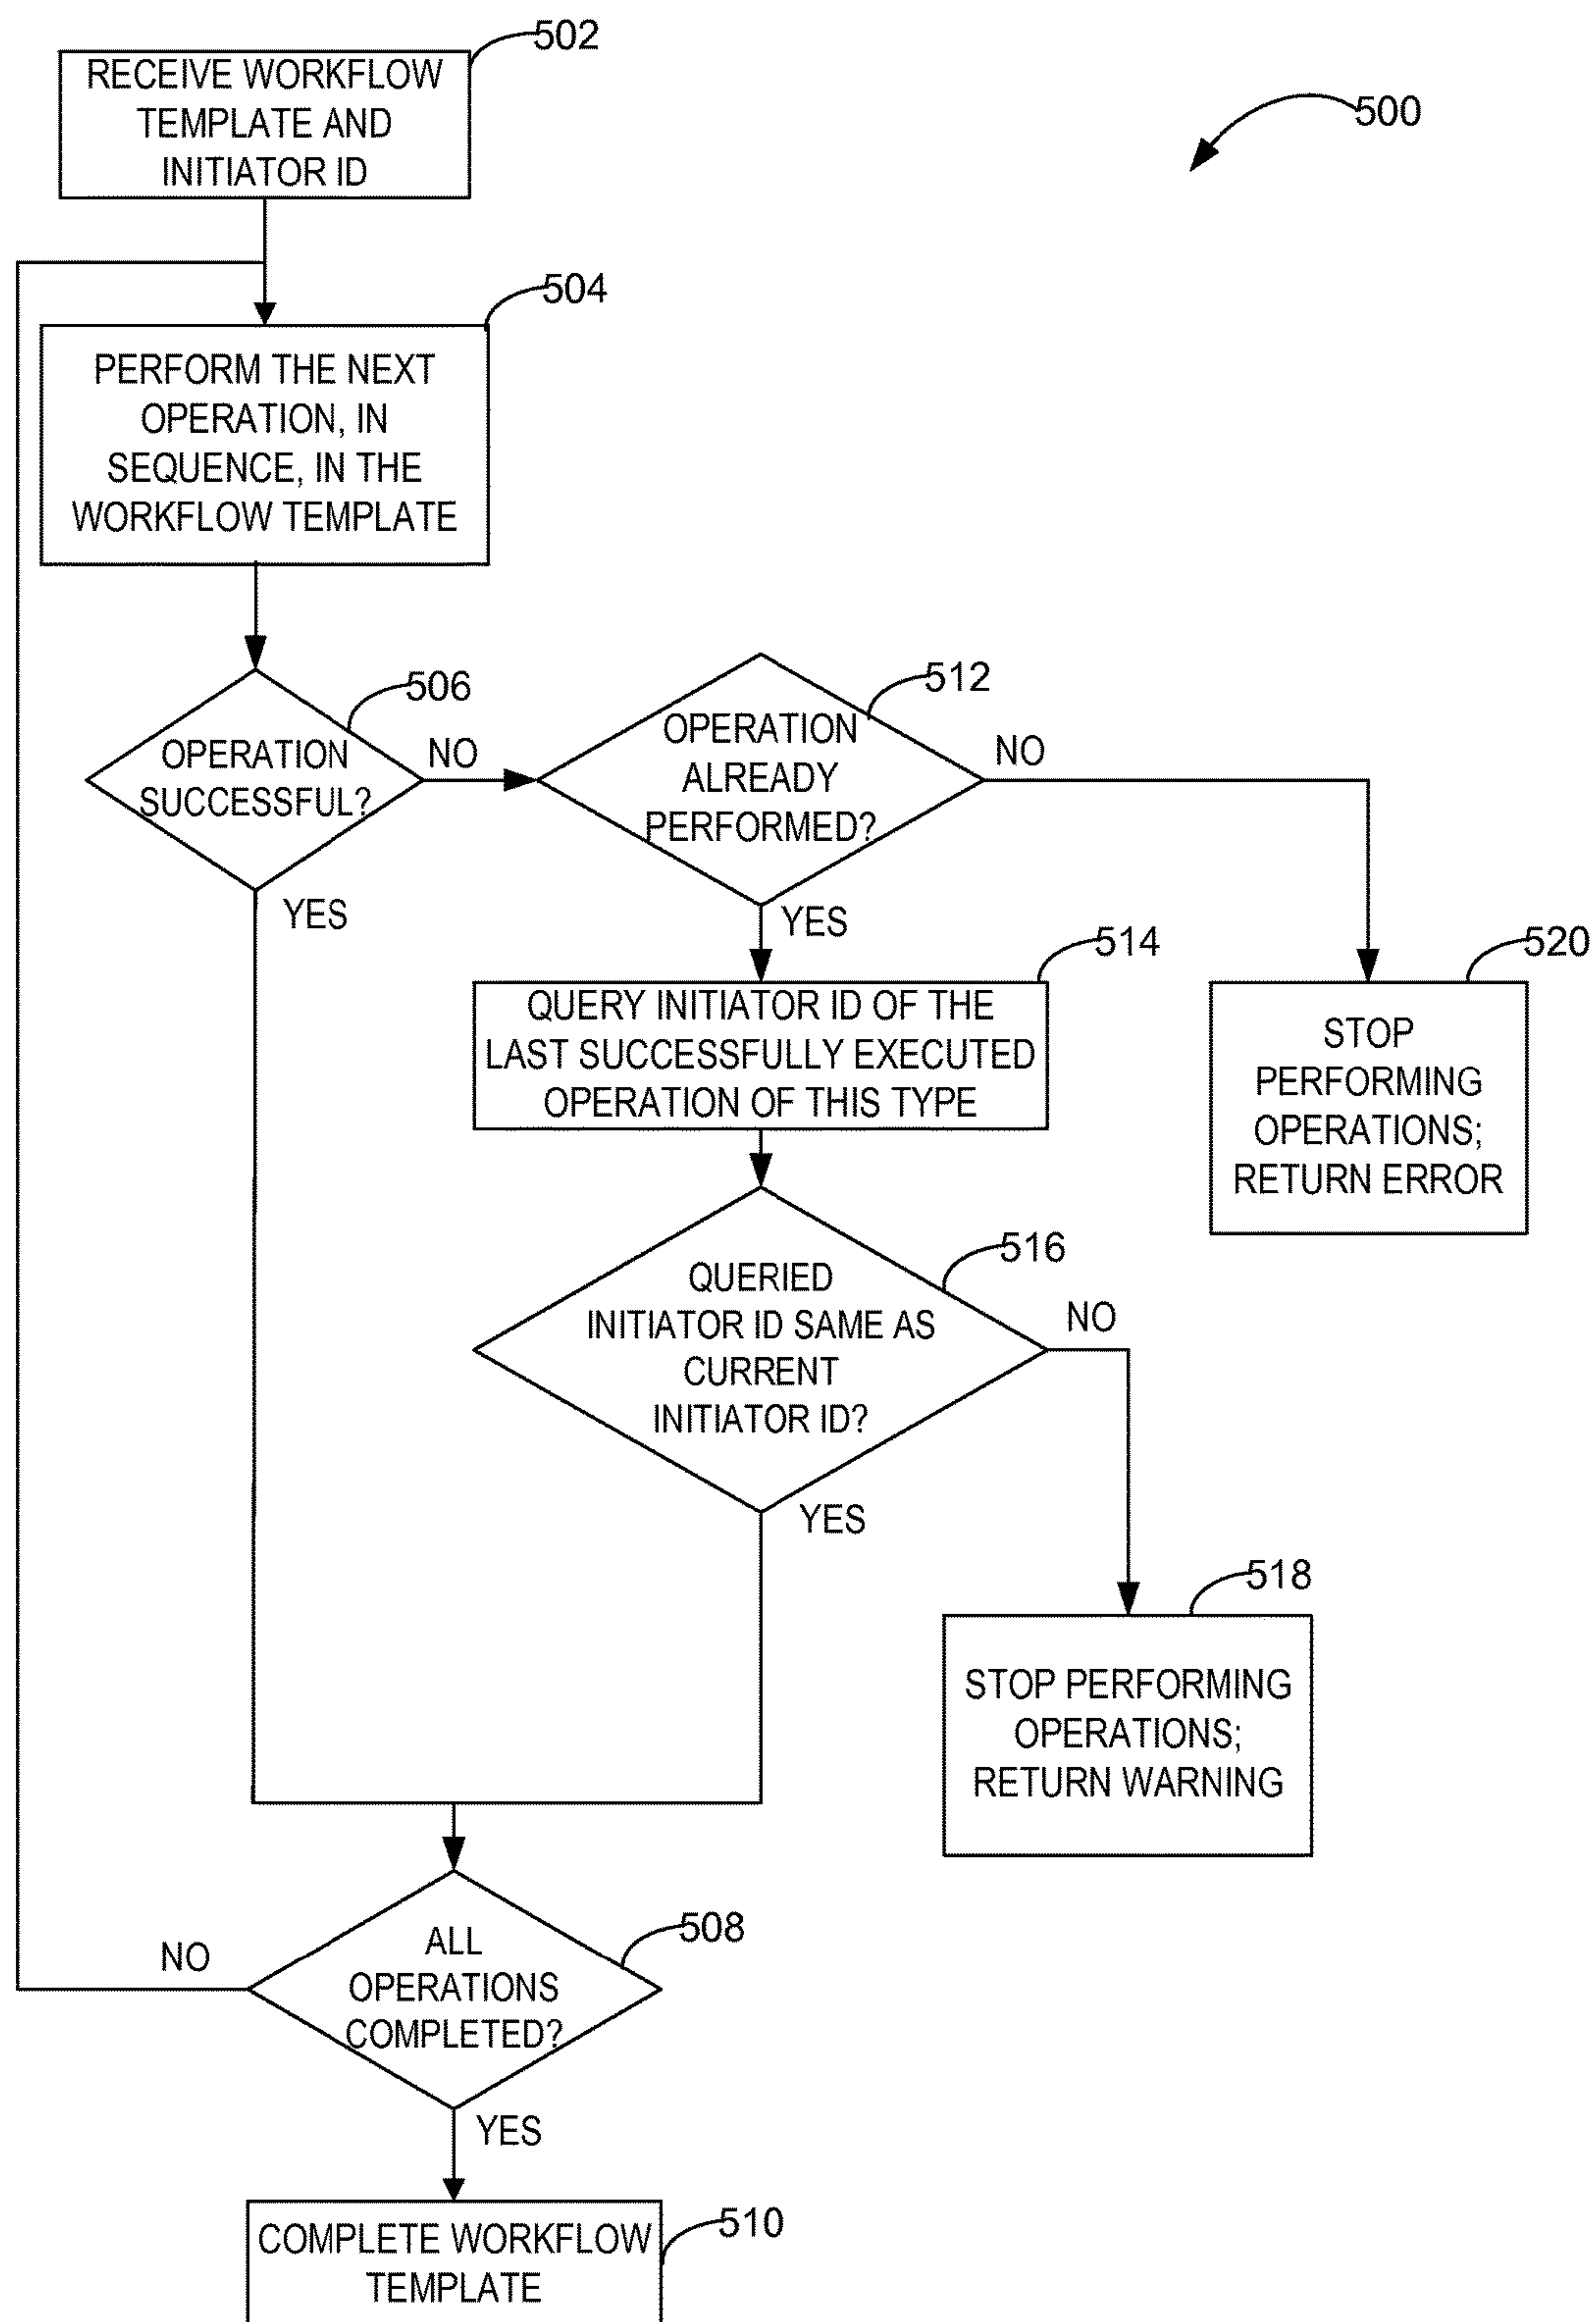 502
RECEIVE WORKFLOW
TEMPLATE AND
INITIATOR ID
500
504
PERFORM THE NEXT
OPERATION, IN
SEQUENCE, IN THE
WORKFLOW TEMPLATE
506
OPERATION
SUCCESSFUL?
NO
YES
512
OPERATION
ALREADY
PERFORMED?
NO
YES
514
QUERY INITIATOR ID OF THE
LAST SUCCESSFULLY EXECUTED
OPERATION OF THIS TYPE
520
STOP
PERFORMING
OPERATIONS;
RETURN ERROR
516
QUERIED
INITIATOR ID SAME AS
CURRENT
INITIATOR ID?
NO
YES
518
STOP PERFORMING
OPERATIONS;
RETURN WARNING
508
ALL
OPERATIONS
COMPLETED?
NO
YES
510
COMPLETE WORKFLOW
TEMPLATE